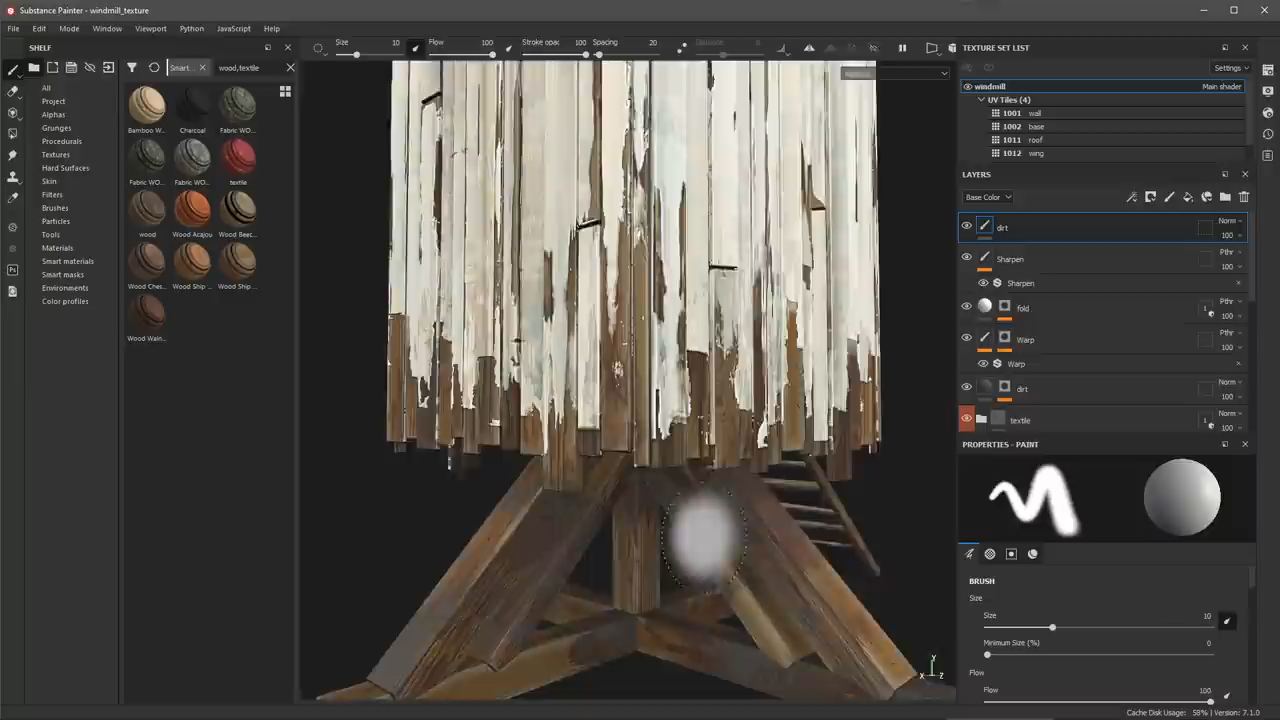 Substance Painter - windmill_texture
File Edit Mode Window Viewport Python JavaScript Help
SHELF
Size 10 Flow 100 Stroke opac 100 Spacing 20 Distance
Smart... wood,textile
All
Project
Alphas
Grunges
Procedurals
Textures
Hard Surfaces
Skin
Filters
Brushes
Particles
Tools
Materials
Smart materials
Smart masks
Environments
Color profiles
Bamboo W... Charcoal Fabric WO...
Fabric WO... Fabric WO... textile
wood Wood Acajou Wood Beec...
Wood Ches... Wood Ship ... Wood Ship ...
Wood Waln...
TEXTURE SET LIST
Settings
windmill Main shader
UV Tiles (4)
1001 wall
1002 base
1011 roof
1012 wing
LAYERS
Base Color
dirt Norm 100
Sharpen Pthr 100
Sharpen
fold 1 Pthr 100
Warp Pthr 100
Warp
dirt Norm 100
textile 1 Norm 100
PROPERTIES - PAINT
BRUSH
Size
Size 10
Minimum Size (%) 0
Flow
Flow 100
Y
X Z
Cache Disk Usage: 58% | Version: 7.1.0